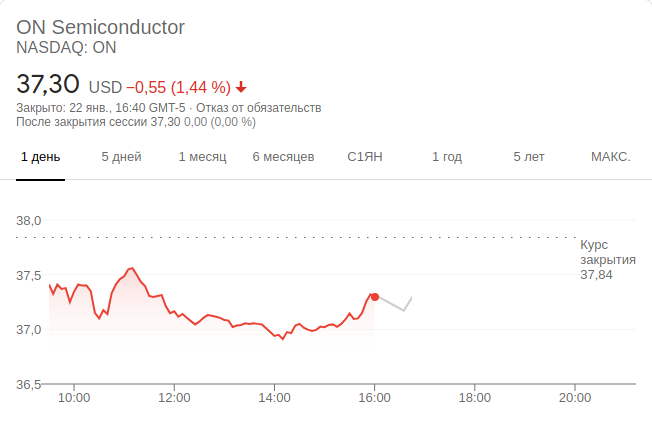 ON Semiconductor
NASDAQ: ON
37,30 USD −0,55 (1,44 %)
Закрыто: 22 янв., 16:40 GMT-5 · Отказ от обязательств
После закрытия сессии 37,30 0,00 (0,00 %)
1 день 5 дней 1 месяц 6 месяцев С1ЯН 1 год 5 лет МАКС.
38,0
Курс
закрытия
37,5 37,84
37,0
36,5
10:00 12:00 14:00 16:00 18:00 20:00